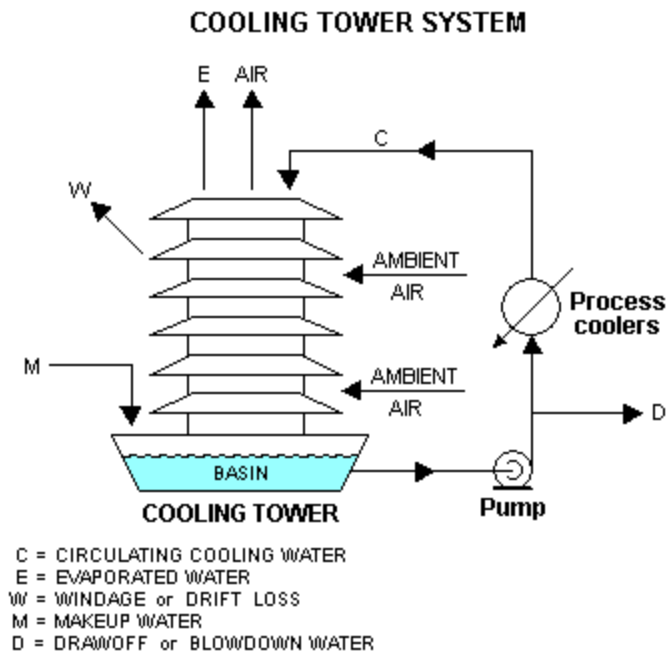 COOLING TOWER SYSTEM
E
AIR
C
W
AMBIENT
AIR
Process
coolers
M
AMBIENT
AIR
D
BASIN
COOLING TOWER
Pump
C = CIRCULATING COOLING WATER
E = EVAPORATED WATER
W = WINDAGE or DRIFT LOSS
M = MAKEUP WATER
D = DRAWOFF or BLOWDOWN WATER